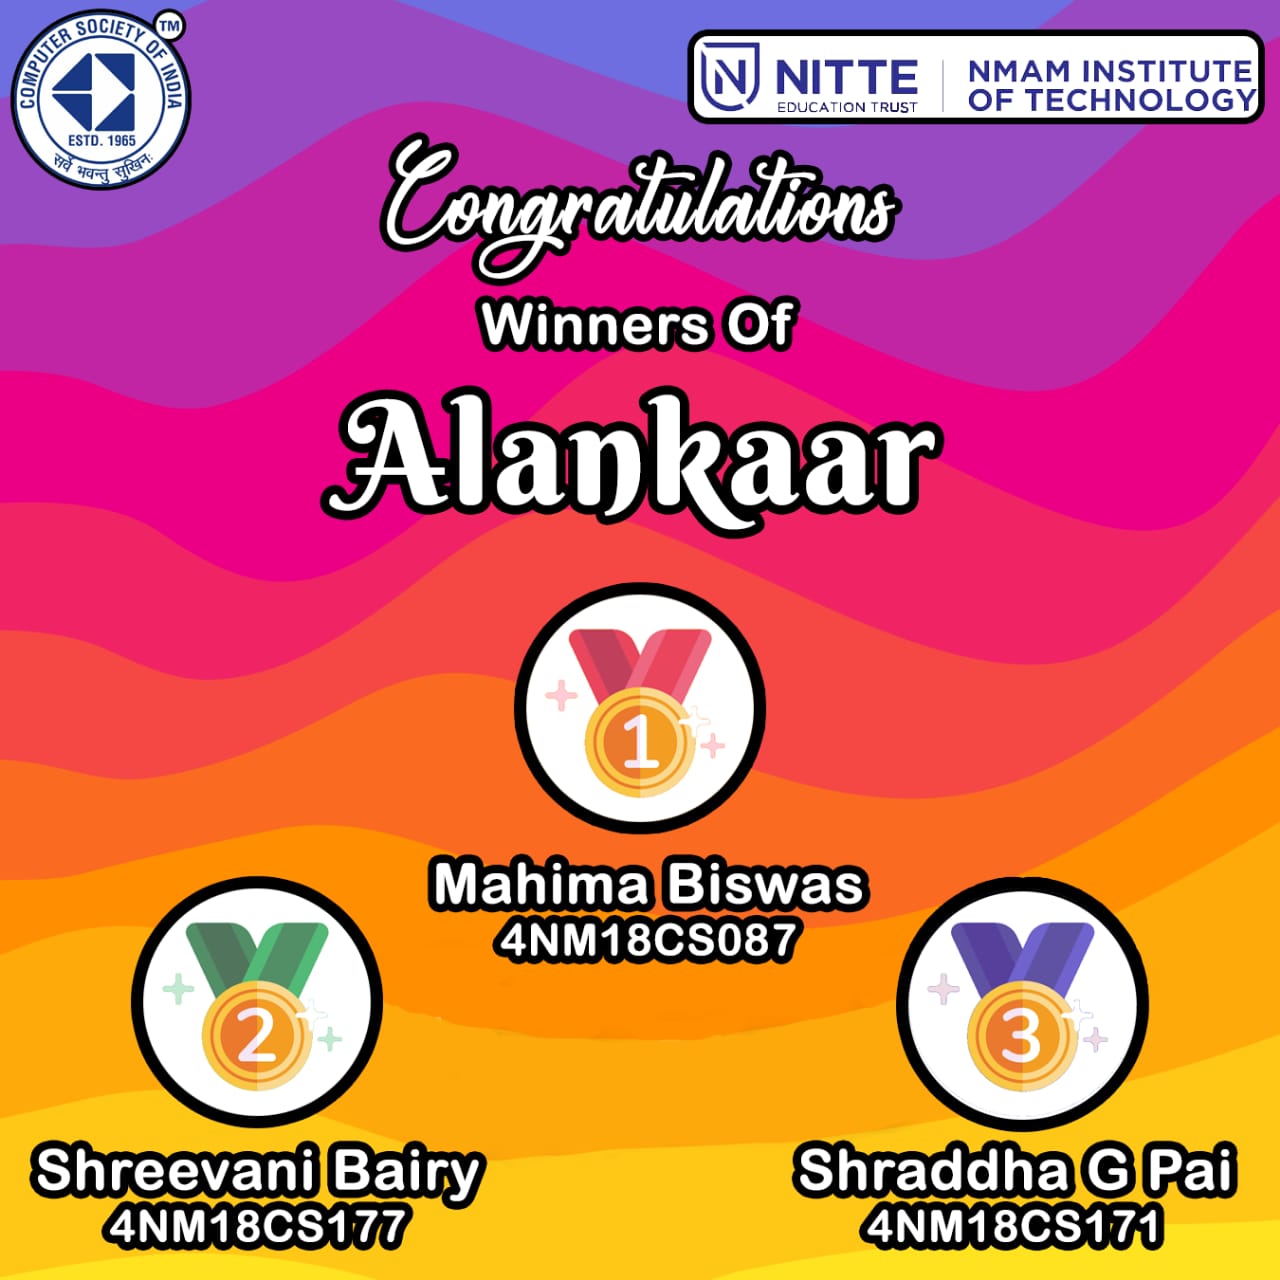 COMPUTER SOCIETY OF INDIA
TM
ESTD. 1965
सर्वे भवन्तु सुखिनः
N NITTE
EDUCATION TRUST
NMAM INSTITUTE
OF TECHNOLOGY
Congratulations
Winners Of
Alankaar
1
Mahima Biswas
4NM18CS087
2
Shreevani Bairy
4NM18CS177
3
Shraddha G Pai
4NM18CS171